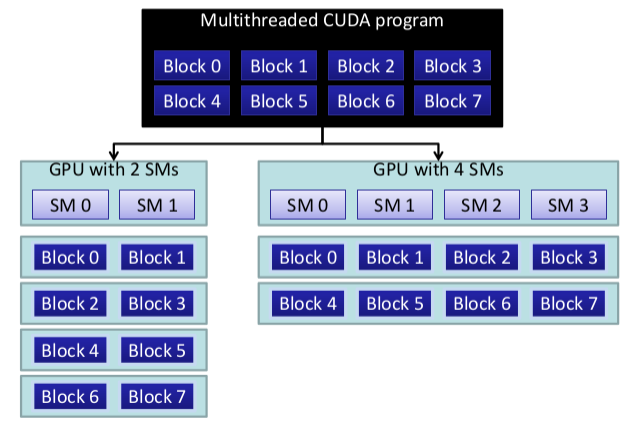 Multithreaded CUDA program
Block 0 Block 1 Block 2 Block 3
Block 4 Block 5 Block 6 Block 7
GPU with 2 SMs
SM 0 SM 1
Block 0 Block 1
Block 2 Block 3
Block 4 Block 5
Block 6 Block 7
GPU with 4 SMs
SM 0 SM 1 SM 2 SM 3
Block 0 Block 1 Block 2 Block 3
Block 4 Block 5 Block 6 Block 7